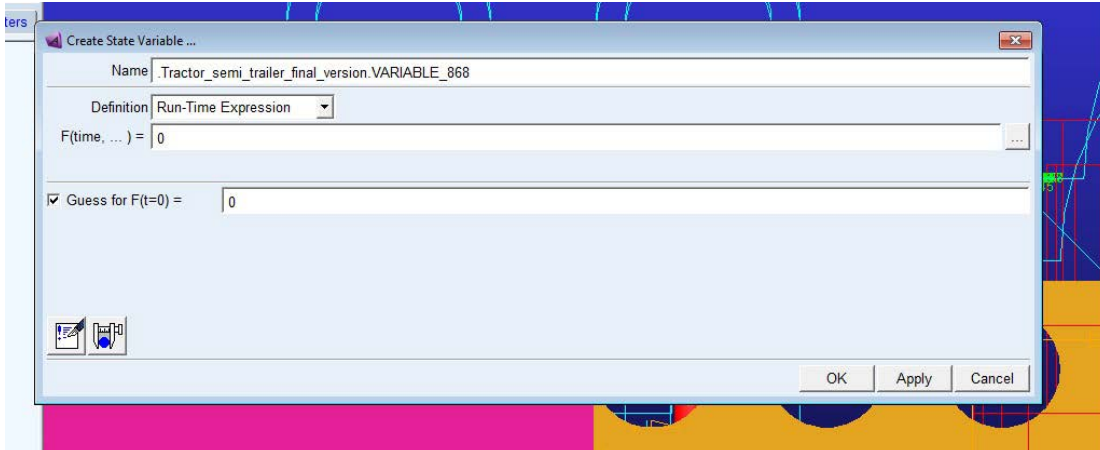 ters
Create State Variable ...
Name .Tractor_semi_trailer_final_version.VARIABLE_868
Definition Run-Time Expression
F(time, ... ) = 0
...
Guess for F(t=0) = 0
OK Apply Cancel